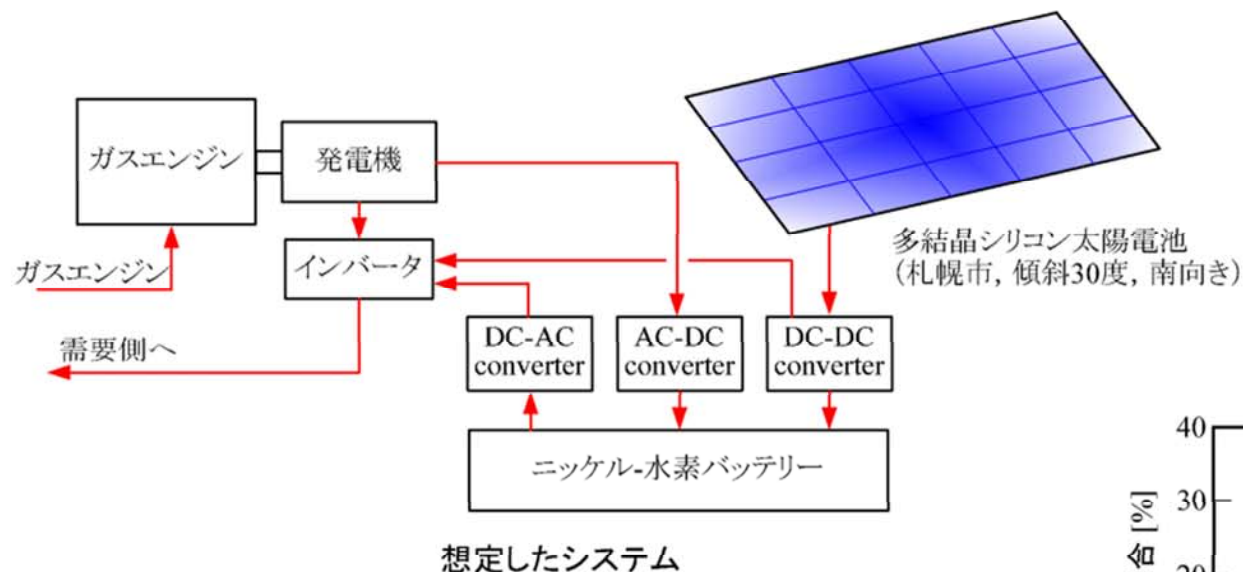 ガスエンジン
発電機
インバータ
ガスエンジン
需要側へ
多結晶シリコン太陽電池
(札幌市, 傾斜30度, 南向き)
DC-AC
converter
AC-DC
converter
DC-DC
converter
ニッケル-水素バッテリー
想定したシステム
40
30
20
合 [%]